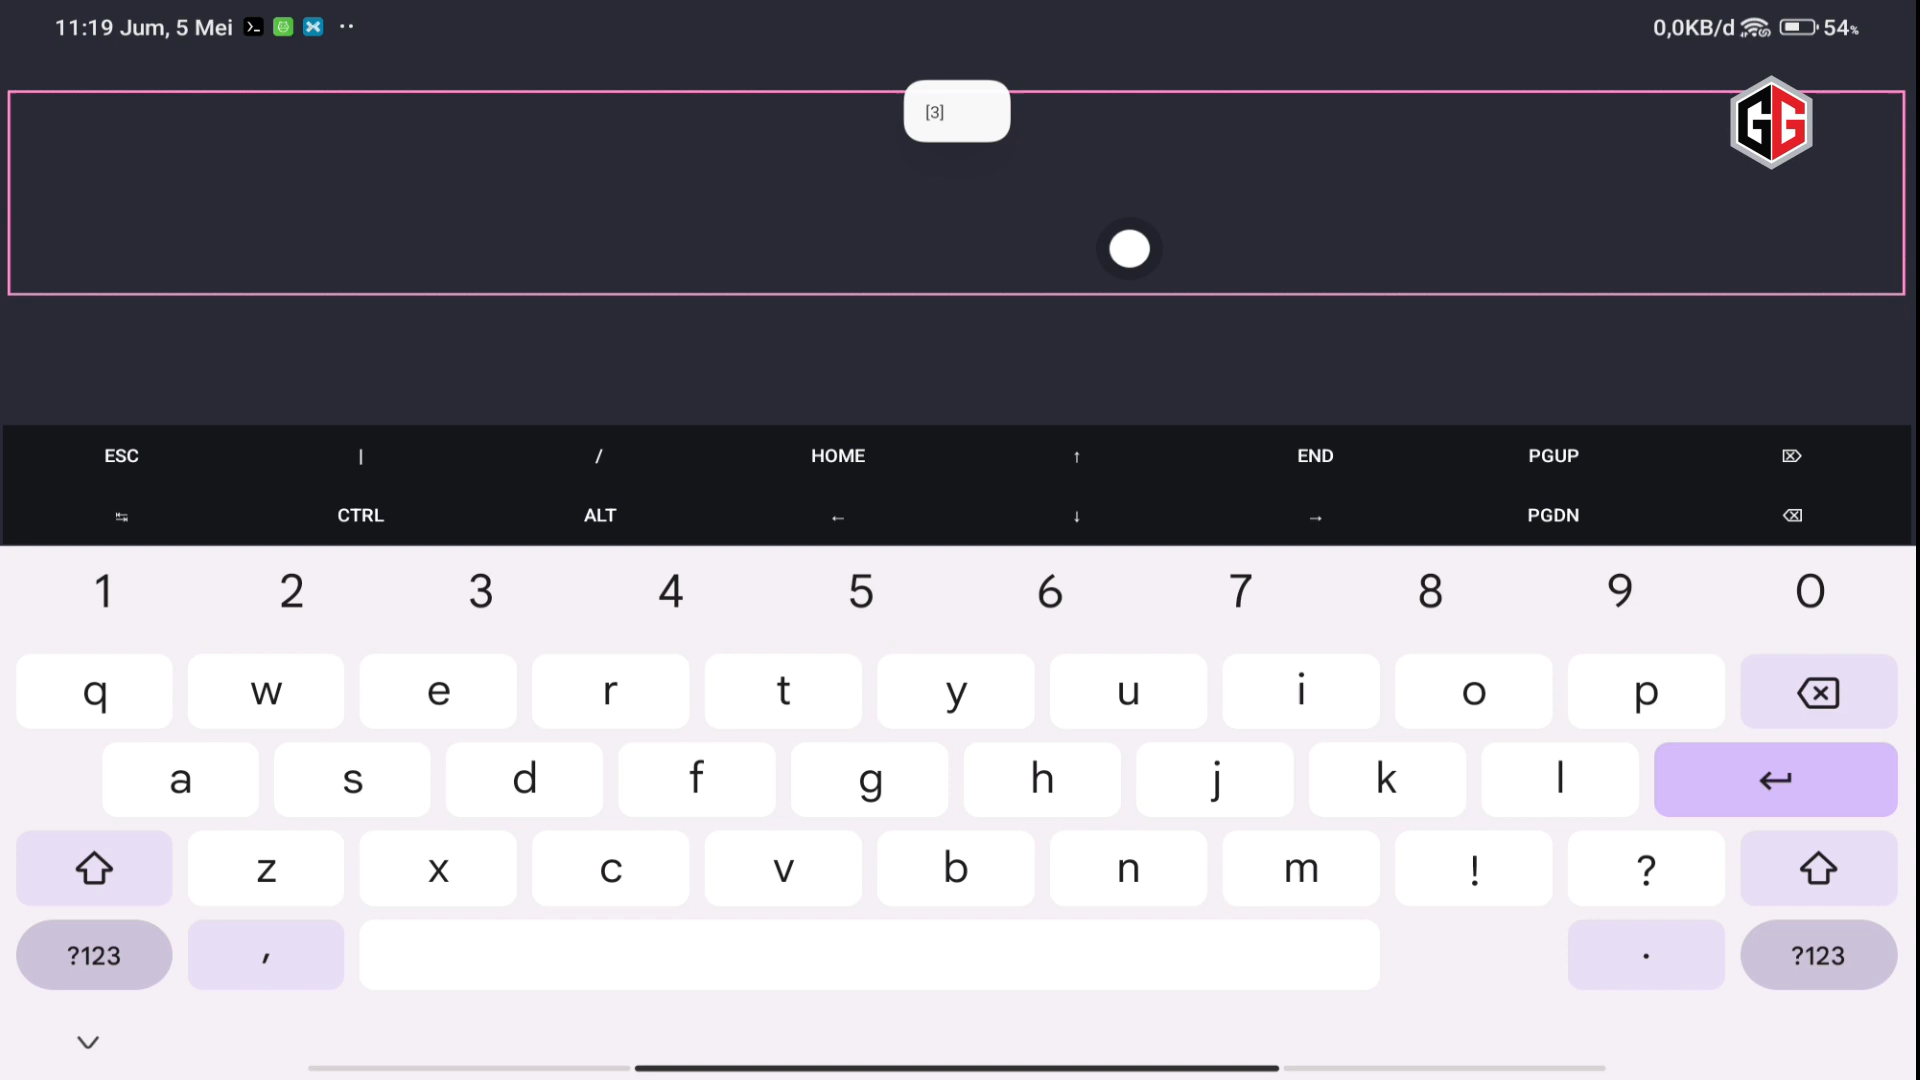 11:19 Jum, 5 Mei
0,0KB/d 54%
[3]
GG
ESC | / HOME ↑ END PGUP ⌦
↹ CTRL ALT ← ↓ → PGDN ⌫
1 2 3 4 5 6 7 8 9 0
q w e r t y u i o p
a s d f g h j k l
z x c v b n m ! ?
?123 , . ?123